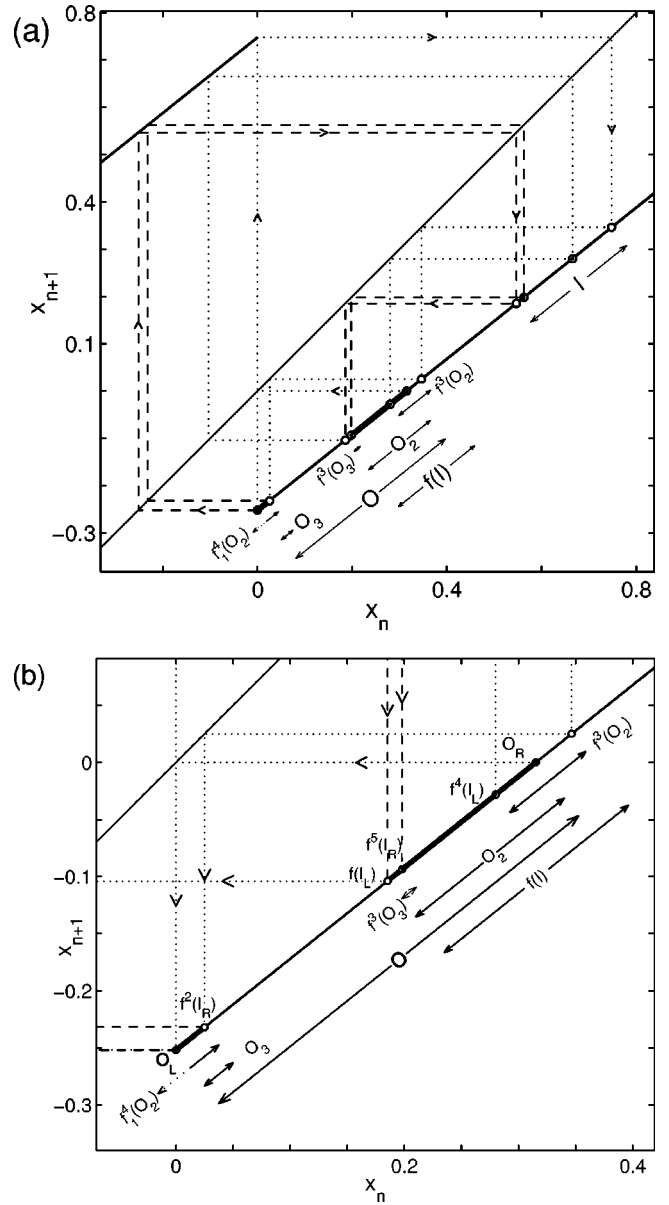 (a)
0.8
0.4
0.1
−0.3
x_{n+1}
0
0.4
0.8
x_n
I
f^3(O_2)
O_2
f^3(O_3)
f(I)
O
O_3
f_1^4(O_2)
(b)
0
−0.1
−0.2
−0.3
x_{n+1}
0
0.2
0.4
x_n
O_R
f^3(O_2)
f^4(I_L)
f^5(I_R)
O_2
f(I_L)
f(I)
f^3(O_3)
O
f^2(I_R)
O_3
O_L
f_1^4(O_2)